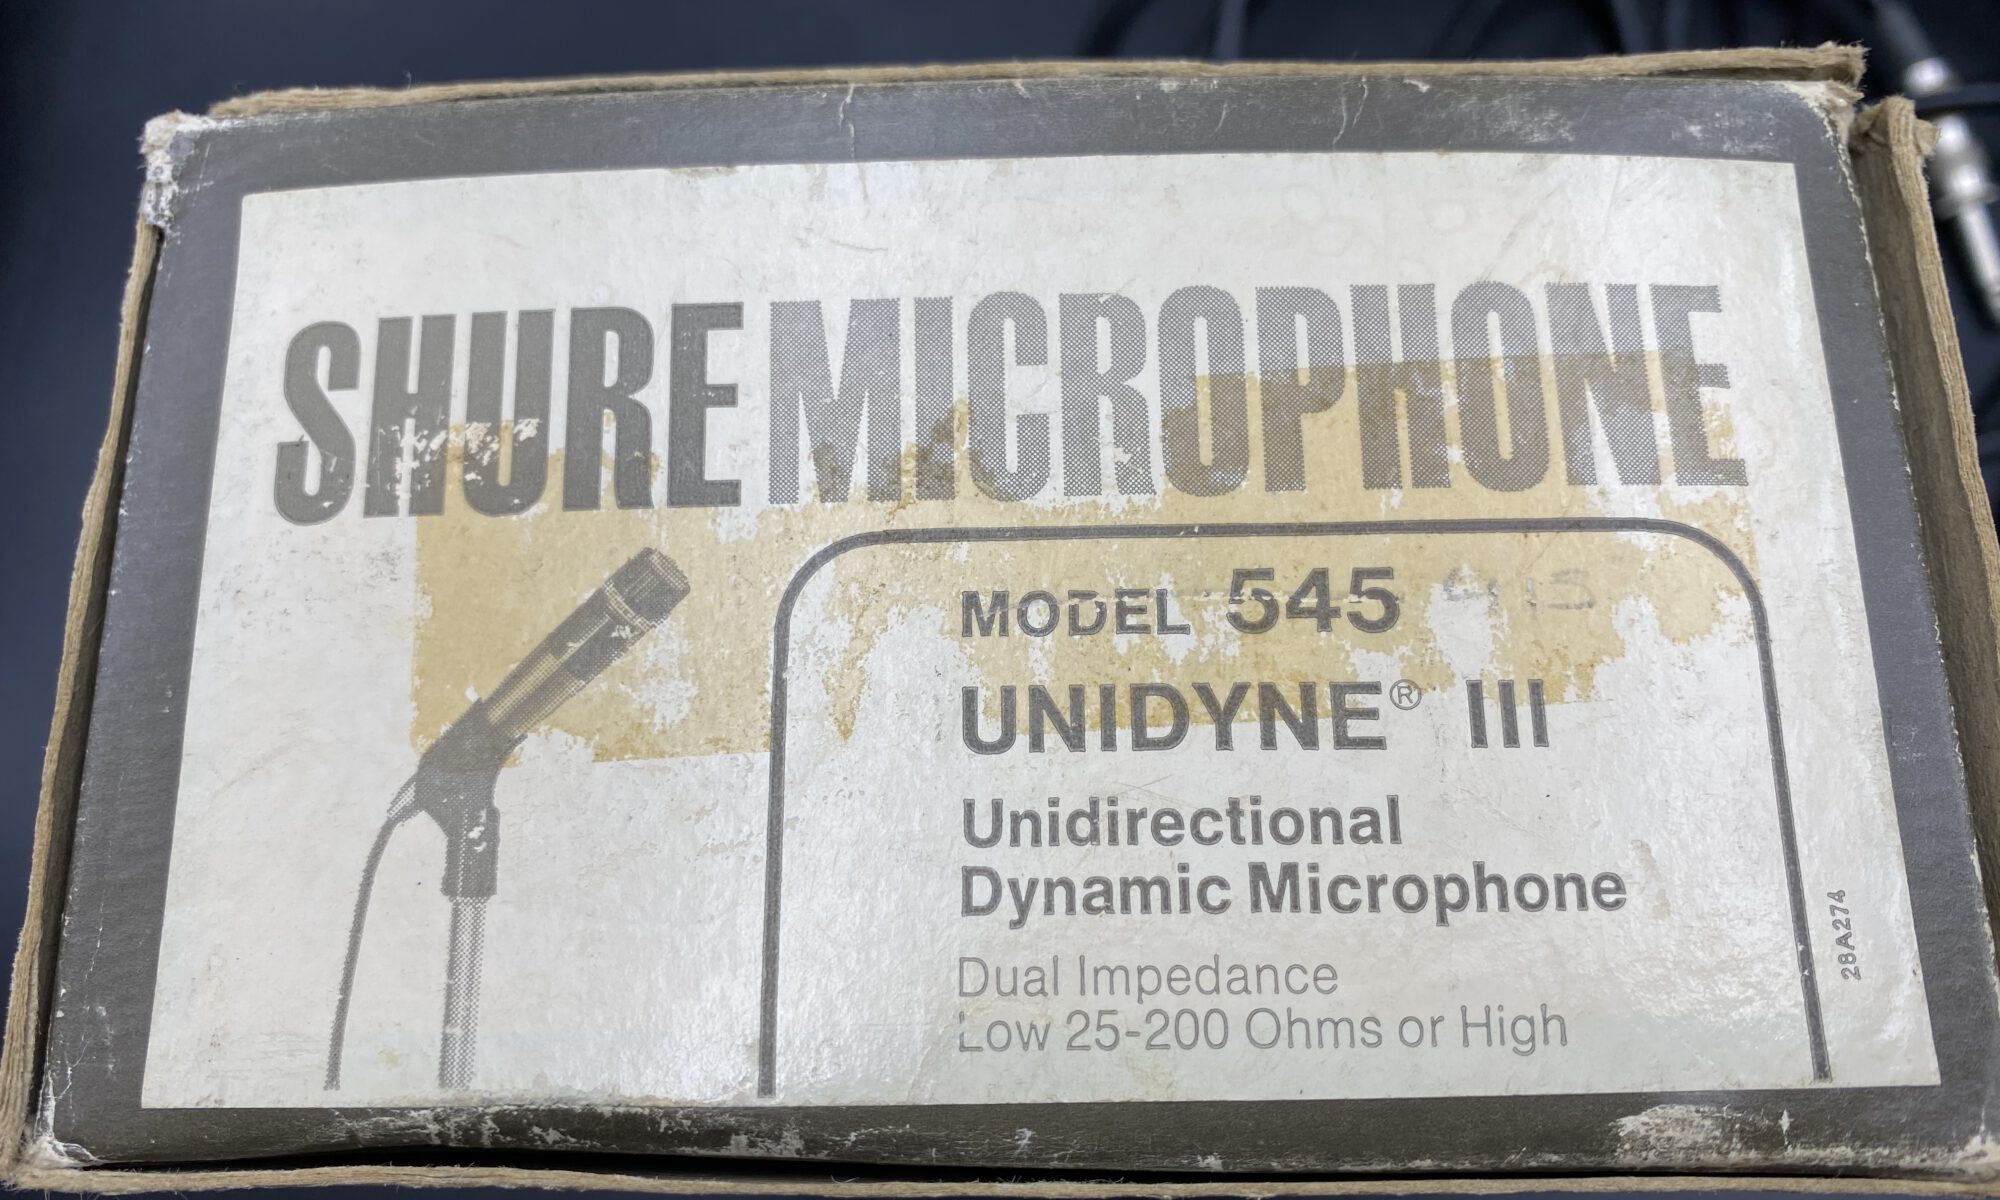 SHURE MICROPHONE
MODEL 545
UNIDYNE® III
Unidirectional
Dynamic Microphone
Dual Impedance
Low 25-200 Ohms or High
28A274